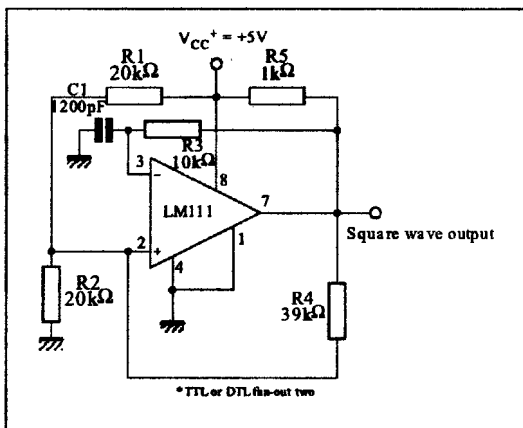 V_CC+ = +5V
R1
20kΩ
R5
1kΩ
C1
1200pF
R3
10kΩ
3
−
8
LM111
7
1
Square wave output
2
+
4
R2
20kΩ
R4
39kΩ
*TTL or DTL fan-out two